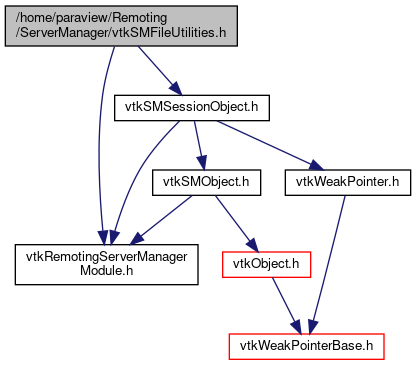 /home/paraview/Remoting
/ServerManager/vtkSMFileUtilities.h
vtkSMSessionObject.h
vtkSMObject.h
vtkWeakPointer.h
vtkRemotingServerManager
Module.h
vtkObject.h
vtkWeakPointerBase.h